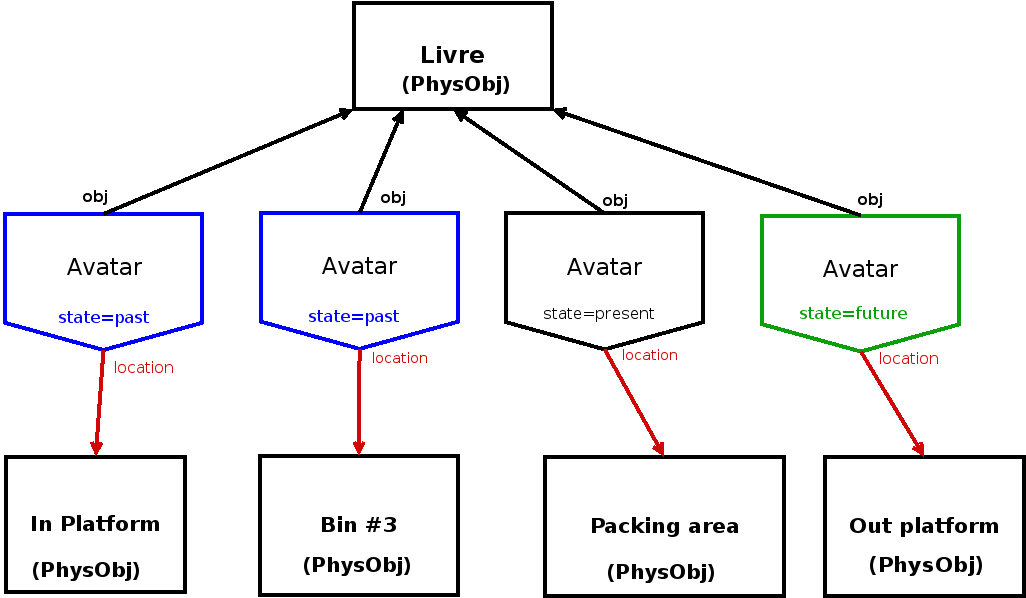 Livre
(PhysObj)
obj
obj
obj
obj
Avatar
state=past
Avatar
state=past
Avatar
state=present
Avatar
state=future
location
location
location
location
In Platform
(PhysObj)
Bin #3
(PhysObj)
Packing area
(PhysObj)
Out platform
(PhysObj)